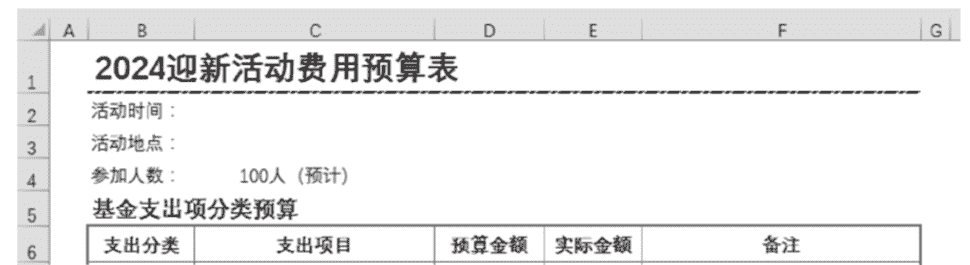 A B C D E F G
1 2024迎新活动费用预算表
2 活动时间：
3 活动地点：
4 参加人数： 100人（预计）
5 基金支出项分类预算
6 支出分类 支出项目 预算金额 实际金额 备注